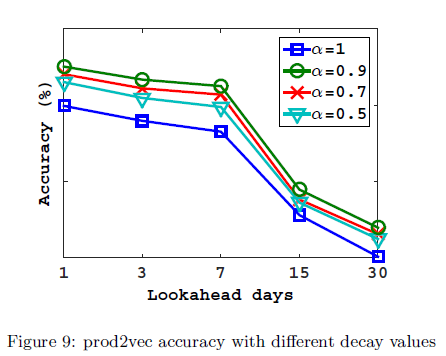 α=1
α=0.9
α=0.7
α=0.5
Accuracy (%)
1 3 7 15 30
Lookahead days
Figure 9: prod2vec accuracy with different decay values